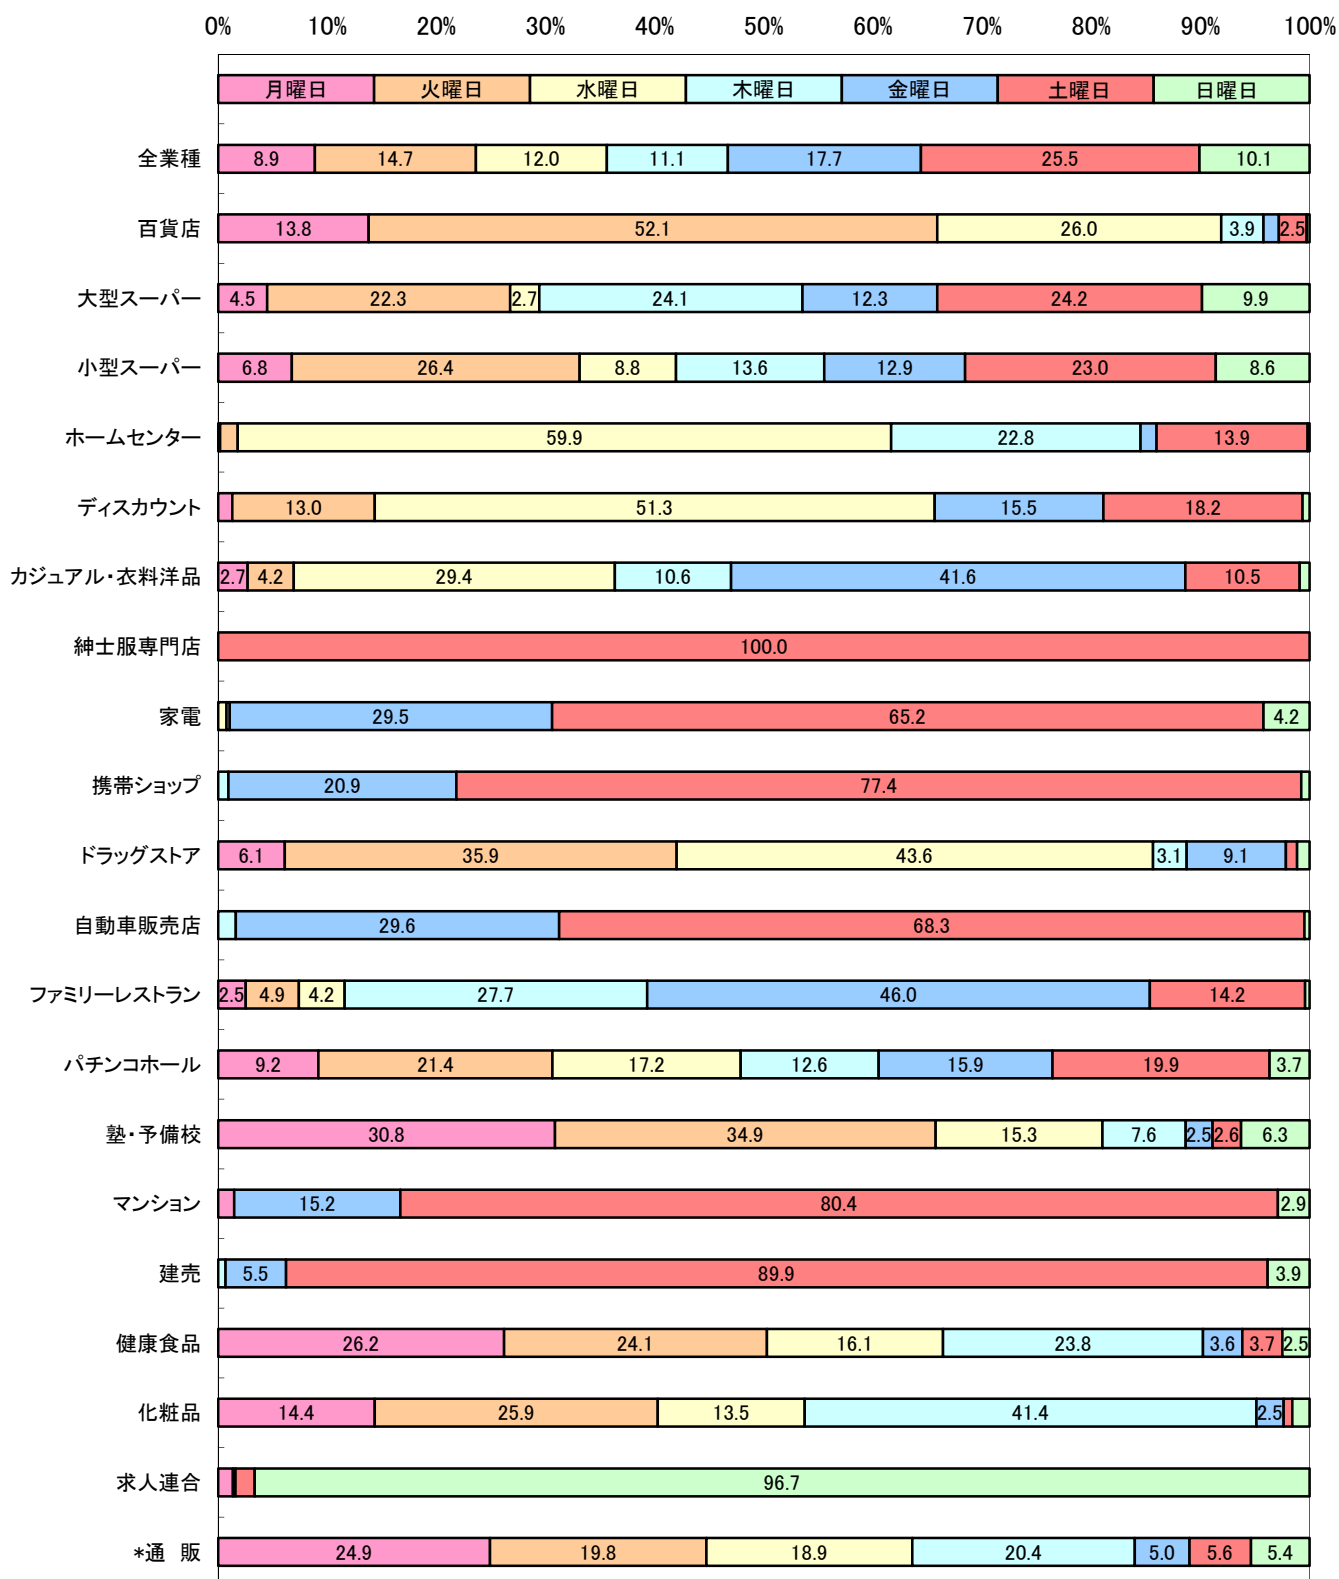 0% 10% 20% 30% 40% 50% 60% 70% 80% 90% 100%
月曜日 火曜日 水曜日 木曜日 金曜日 土曜日 日曜日
全業種 8.9 14.7 12.0 11.1 17.7 25.5 10.1
百貨店 13.8 52.1 26.0 3.9 2.5
大型スーパー 4.5 22.3 2.7 24.1 12.3 24.2 9.9
小型スーパー 6.8 26.4 8.8 13.6 12.9 23.0 8.6
ホームセンター 59.9 22.8 13.9
ディスカウント 13.0 51.3 15.5 18.2
カジュアル・衣料洋品 2.7 4.2 29.4 10.6 41.6 10.5
紳士服専門店 100.0
家電 29.5 65.2 4.2
携帯ショップ 20.9 77.4
ドラッグストア 6.1 35.9 43.6 3.1 9.1
自動車販売店 29.6 68.3
ファミリーレストラン 2.5 4.9 4.2 27.7 46.0 14.2
パチンコホール 9.2 21.4 17.2 12.6 15.9 19.9 3.7
塾・予備校 30.8 34.9 15.3 7.6 2.5 2.6 6.3
マンション 15.2 80.4 2.9
建売 5.5 89.9 3.9
健康食品 26.2 24.1 16.1 23.8 3.6 3.7 2.5
化粧品 14.4 25.9 13.5 41.4 2.5
求人連合 96.7
*通 販 24.9 19.8 18.9 20.4 5.0 5.6 5.4